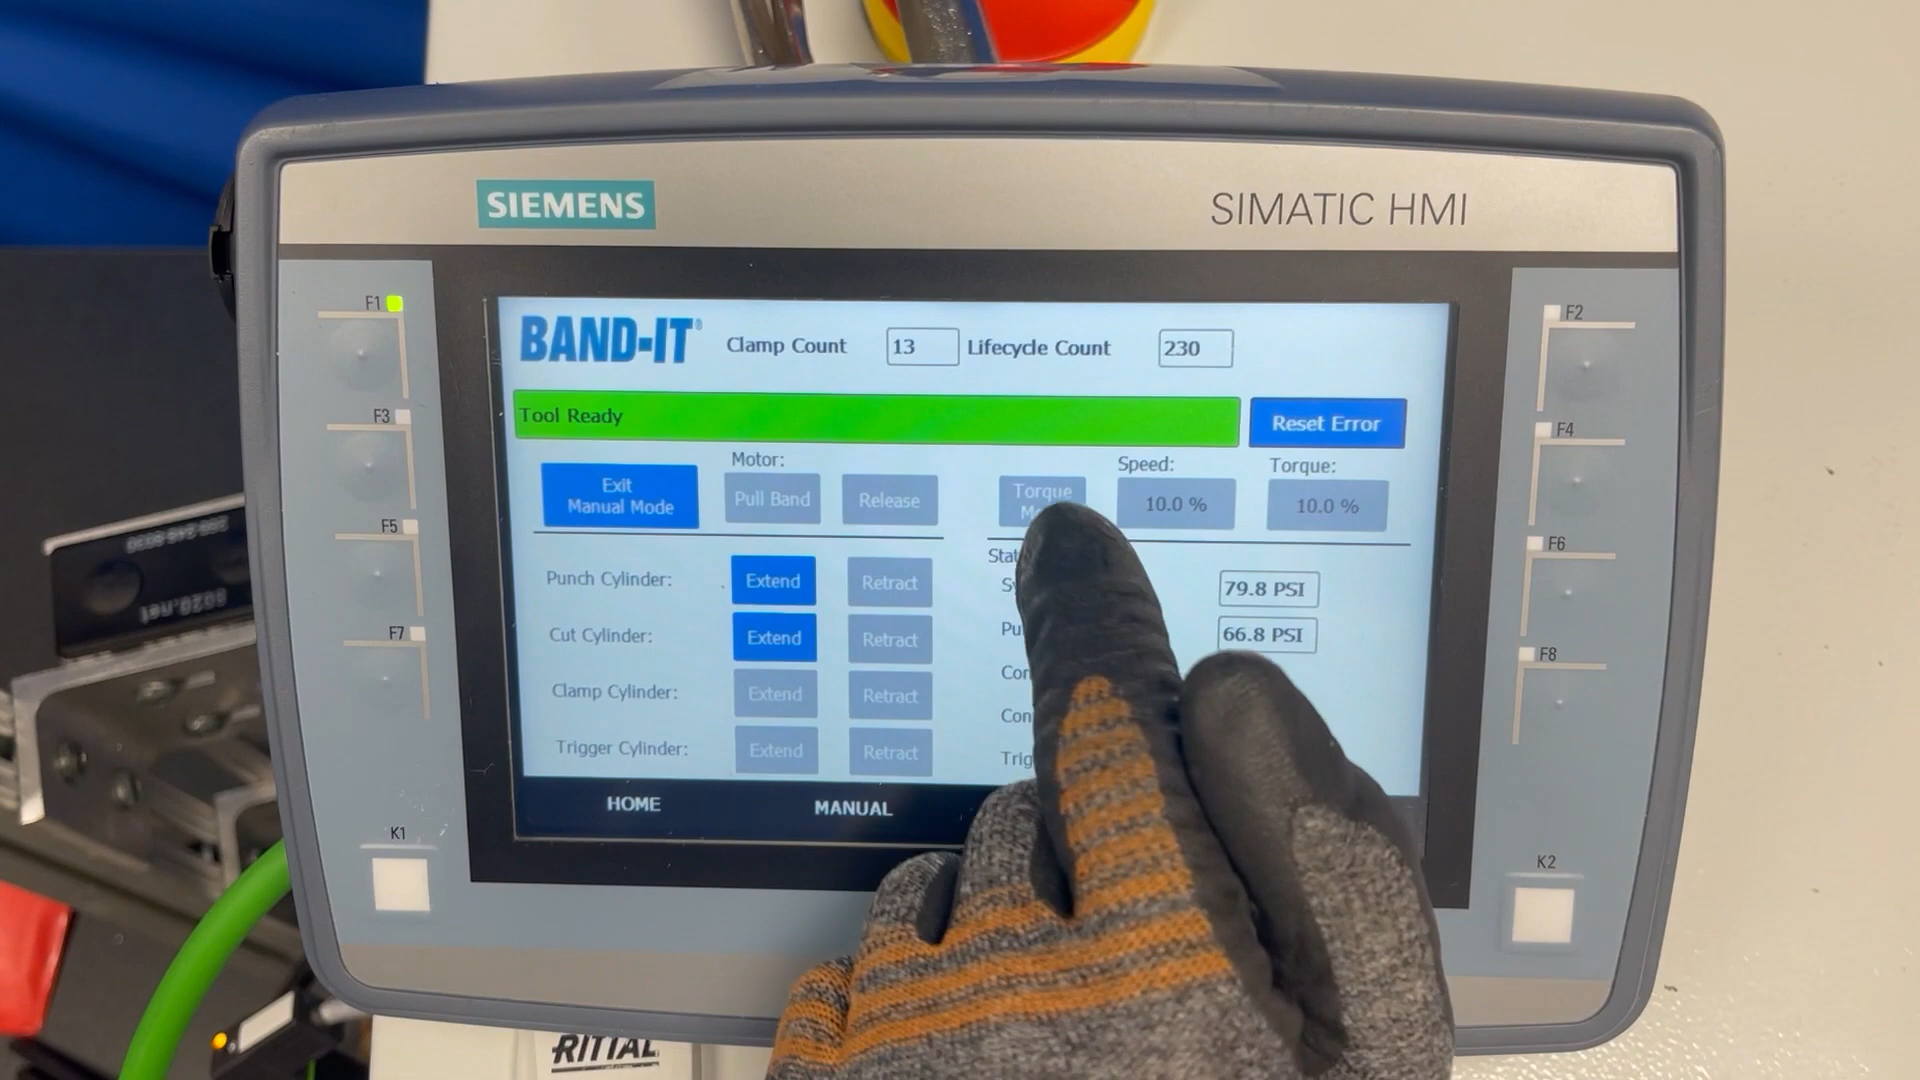 SIEMENS
SIMATIC HMI
F1
F2
F3
F4
F5
F6
F7
F8
K1
K2
BAND-IT®
Clamp Count 13 Lifecycle Count 230
Tool Ready
Reset Error
Motor:
Speed:
Torque:
Exit
Manual Mode
Pull Band
Release
Torque
10.0 %
10.0 %
Punch Cylinder: Extend Retract
79.8 PSI
Cut Cylinder: Extend Retract
66.8 PSI
Clamp Cylinder: Extend Retract
Trigger Cylinder: Extend Retract
HOME
MANUAL
8020.net
RITTAL